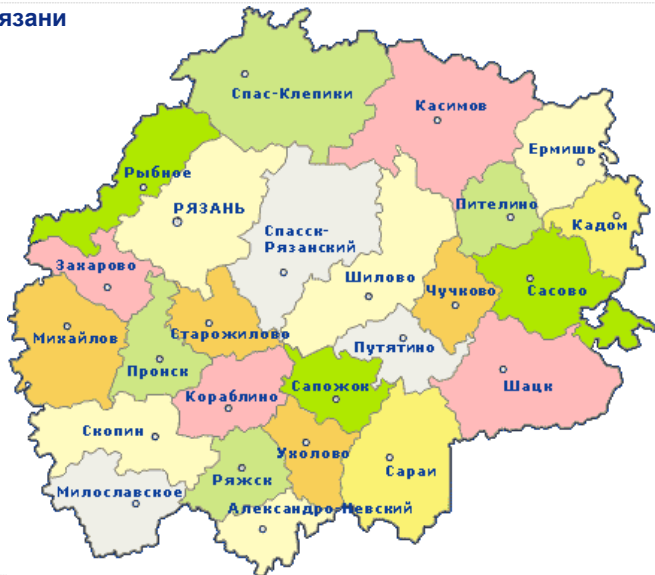 язани
Спас-Клепики
Касимов
Ермишь
Рыбное
РЯЗАНЬ
Пителино
Кадом
Спасск-
Рязанский
Захарово
Шилово
Чучково
Сасово
Михайлов
Старожилово
Путятино
Пронск
Шацк
Кораблино
Сапожок
Скопин
Ухолово
Сараи
Ряжск
Милославское
Александро-Невский